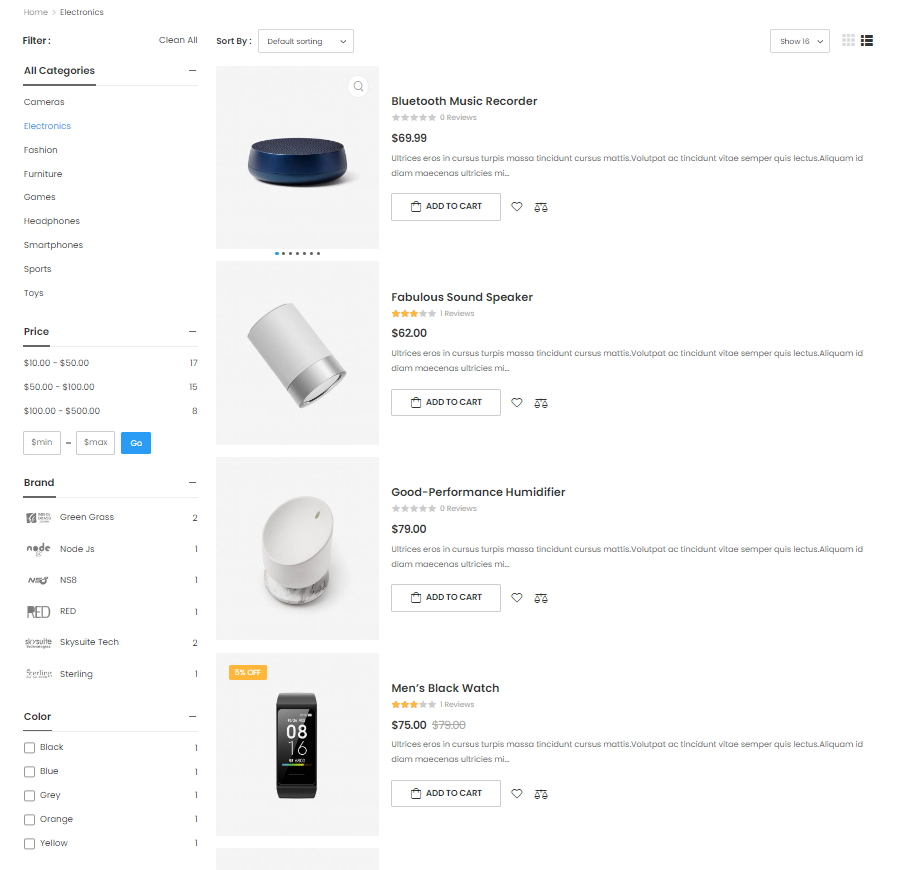 Home > Electronics
Filter :
Clean All
All Categories
Cameras
Electronics
Fashion
Furniture
Games
Headphones
Smartphones
Sports
Toys
Price
$10.00 - $50.00 17
$50.00 - $100.00 15
$100.00 - $500.00 8
$min – $max Go
Brand
Green Grass 2
node Node Js 1
NS8 NS8 1
RED RED 1
skysuite Skysuite Tech 2
Sterling Sterling 1
Color
Black 1
Blue 1
Grey 1
Orange 1
Yellow 1
Sort By : Default sorting
Show 16
Bluetooth Music Recorder
0 Reviews
$69.99
Ultrices eros in cursus turpis massa tincidunt cursus mattis.Volutpat ac tincidunt vitae semper quis lectus.Aliquam id
diam maecenas ultricies mi...
ADD TO CART
Fabulous Sound Speaker
1 Reviews
$62.00
Ultrices eros in cursus turpis massa tincidunt cursus mattis.Volutpat ac tincidunt vitae semper quis lectus.Aliquam id
diam maecenas ultricies mi...
ADD TO CART
Good-Performance Humidifier
0 Reviews
$79.00
Ultrices eros in cursus turpis massa tincidunt cursus mattis.Volutpat ac tincidunt vitae semper quis lectus.Aliquam id
diam maecenas ultricies mi...
ADD TO CART
5% OFF
08
16
Men's Black Watch
1 Reviews
$75.00 $79.00
Ultrices eros in cursus turpis massa tincidunt cursus mattis.Volutpat ac tincidunt vitae semper quis lectus.Aliquam id
diam maecenas ultricies mi...
ADD TO CART